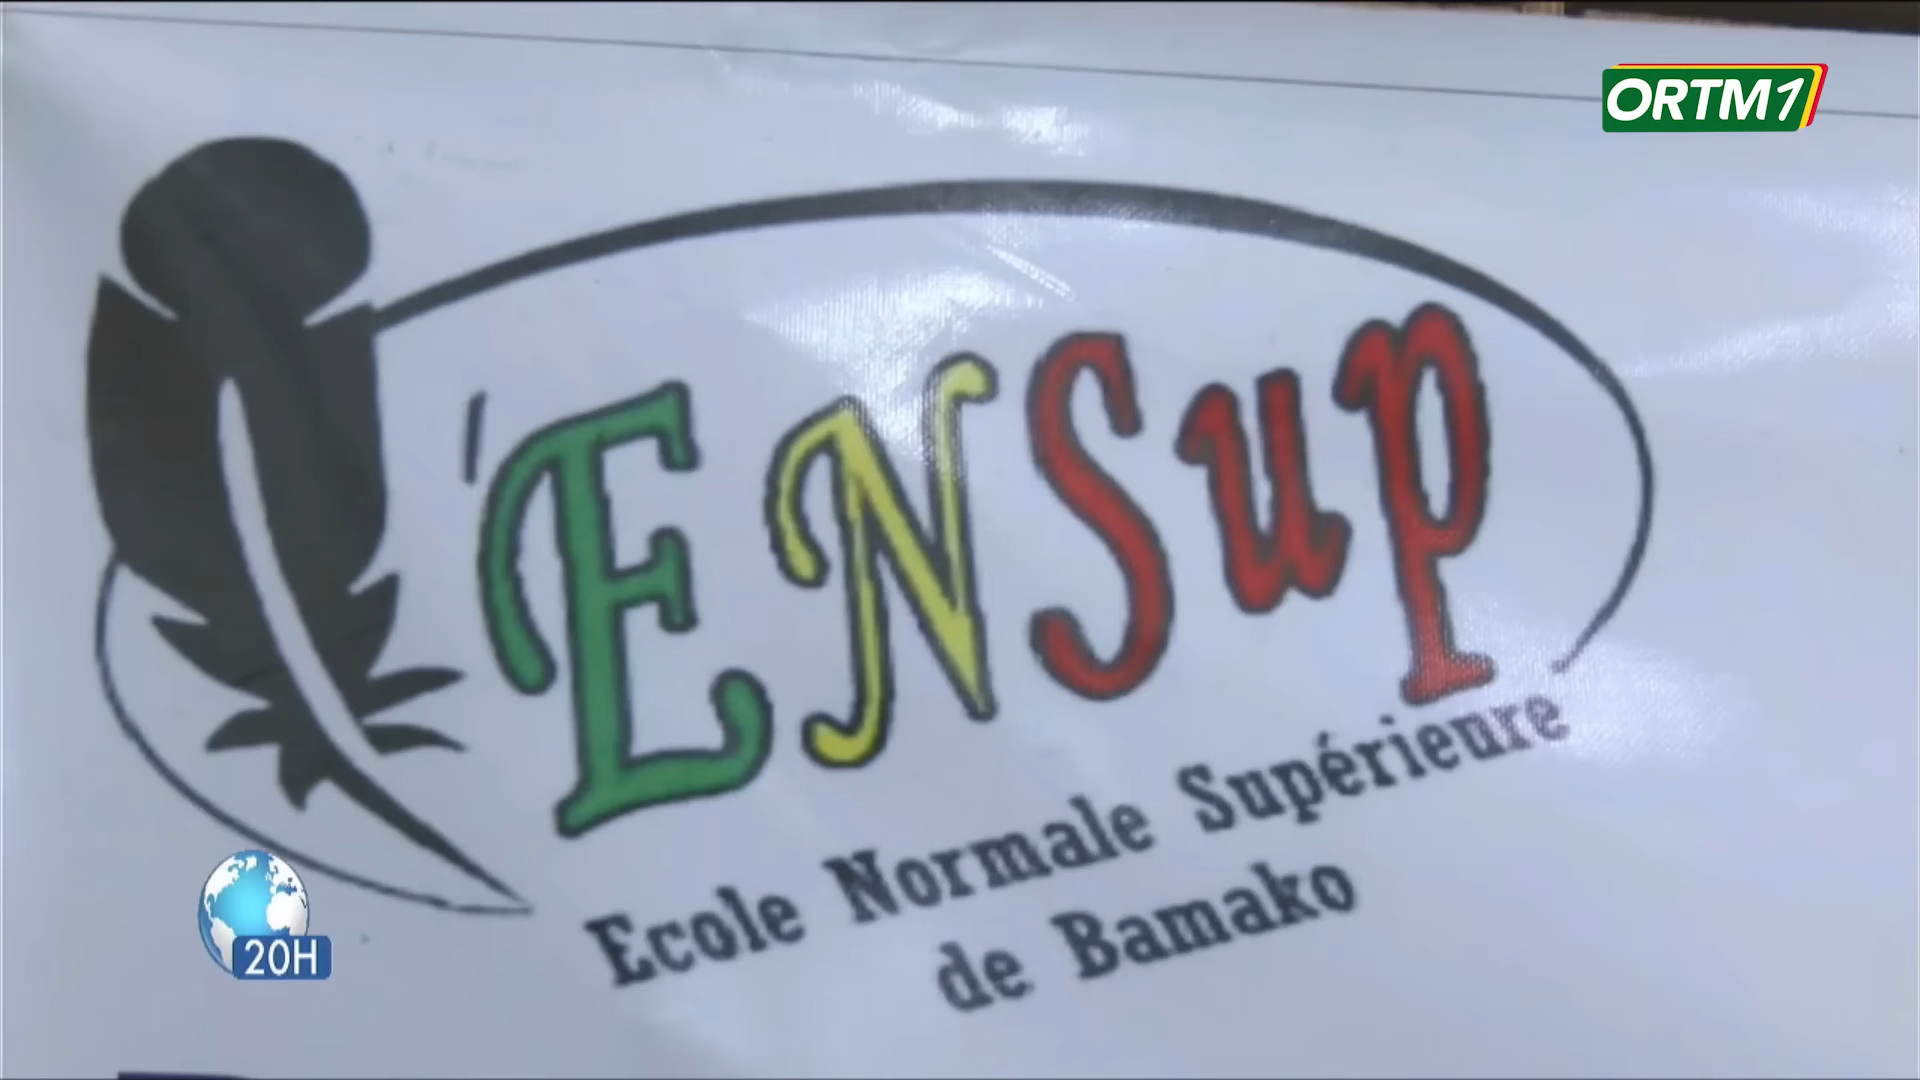 ORTM1
'ENSup
Ecole Normale Supérieure
de Bamako
20H